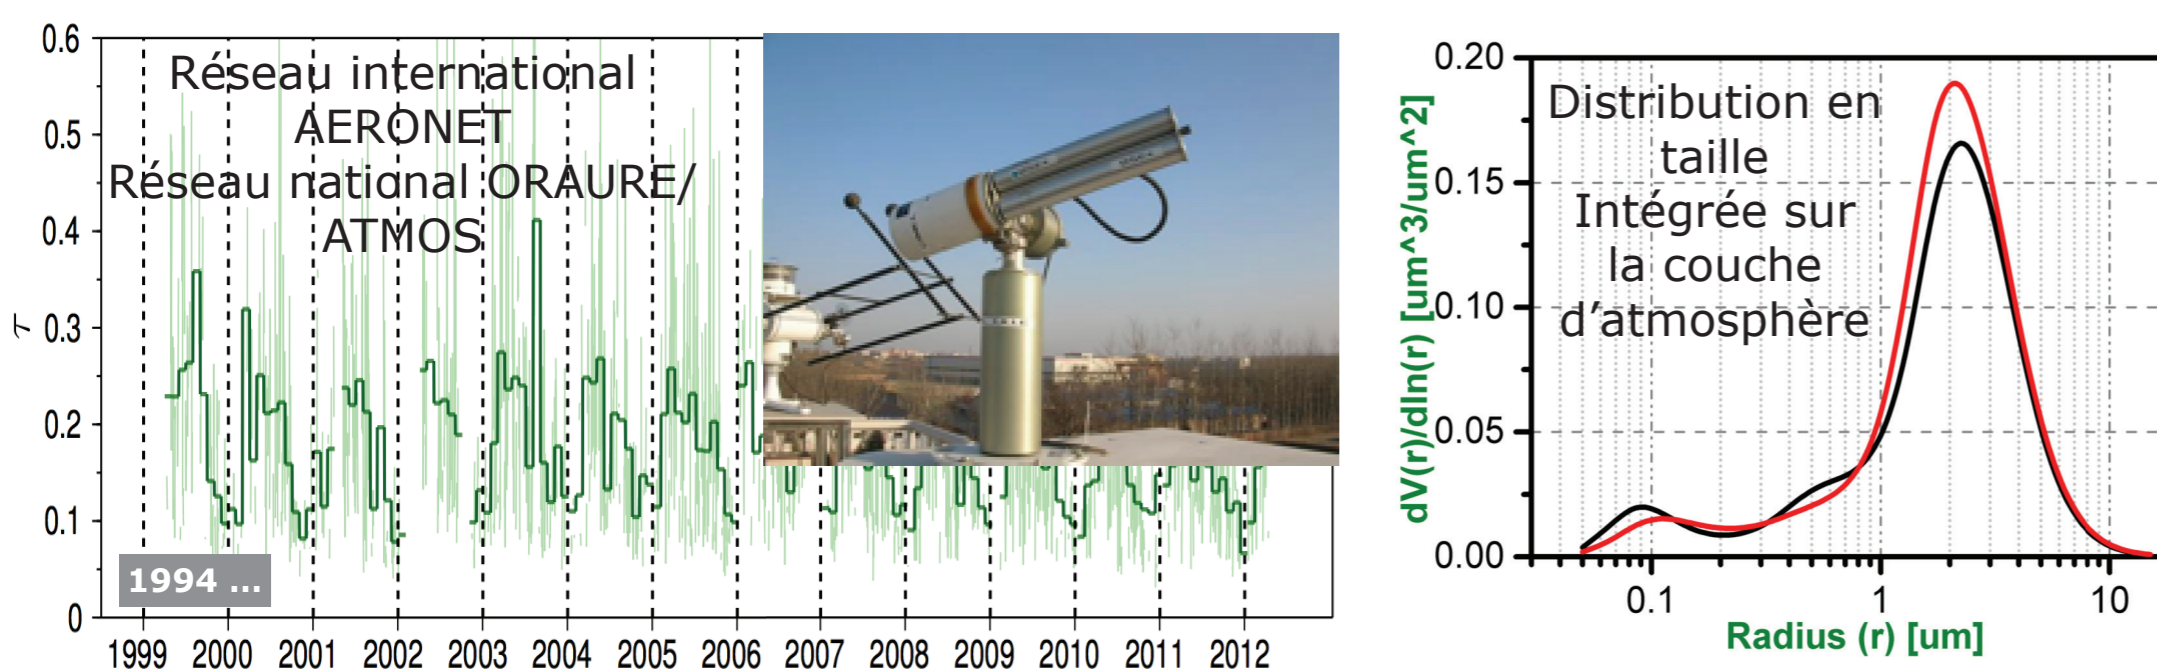 0.6
0.5
0.4
0.3
0.2
0.1
0
τ
Réseau international
AERONET
Réseau national ORAURE/
ATMOS
1994 ...
1999 2000 2001 2002 2003 2004 2005 2006 2007 2008 2009 2010 2011 2012
dV(r)/dln(r) [um^3/um^2]
0.20
0.15
0.10
0.05
0.00
Distribution en
taille
Intégrée sur
la couche
d'atmosphère
0.1 1 10
Radius (r) [um]